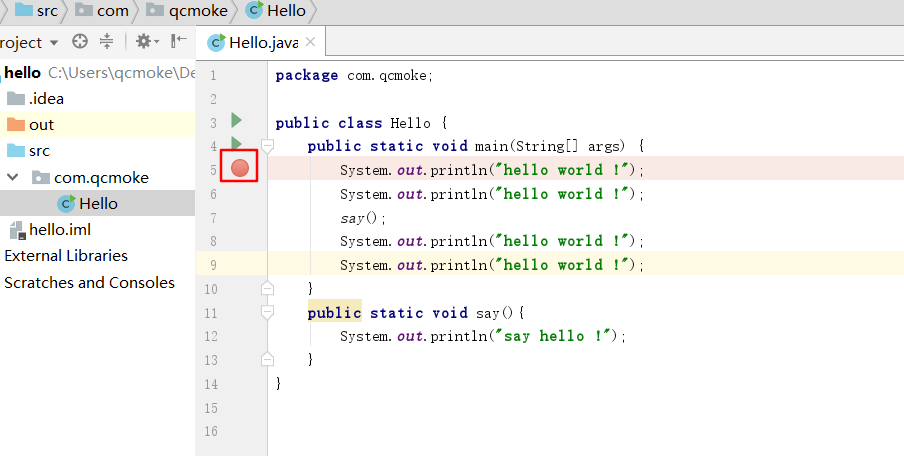 src com qcmoke Hello
roject
Hello.java
hello C:\Users\qcmoke\De
.idea
out
src
com.qcmoke
Hello
hello.iml
External Libraries
Scratches and Consoles
1 package com.qcmoke;
2
3 public class Hello {
4 public static void main(String[] args) {
5 System.out.println("hello world !");
6 System.out.println("hello world !");
7 say();
8 System.out.println("hello world !");
9 System.out.println("hello world !");
10 }
11 public static void say(){
12 System.out.println("say hello !");
13 }
14 }
15
16